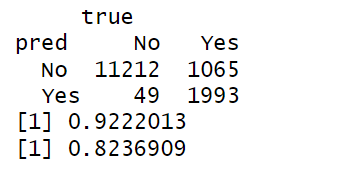 true
pred No Yes
No 11212 1065
Yes 49 1993
[1] 0.9222013
[1] 0.8236909